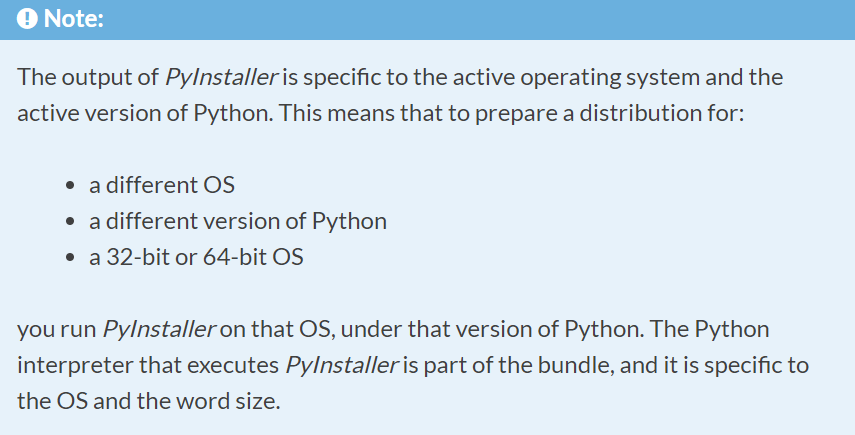 Note:
The output of PyInstaller is specific to the active operating system and the
active version of Python. This means that to prepare a distribution for:
• a different OS
• a different version of Python
• a 32-bit or 64-bit OS
you run PyInstaller on that OS, under that version of Python. The Python
interpreter that executes PyInstaller is part of the bundle, and it is specific to
the OS and the word size.